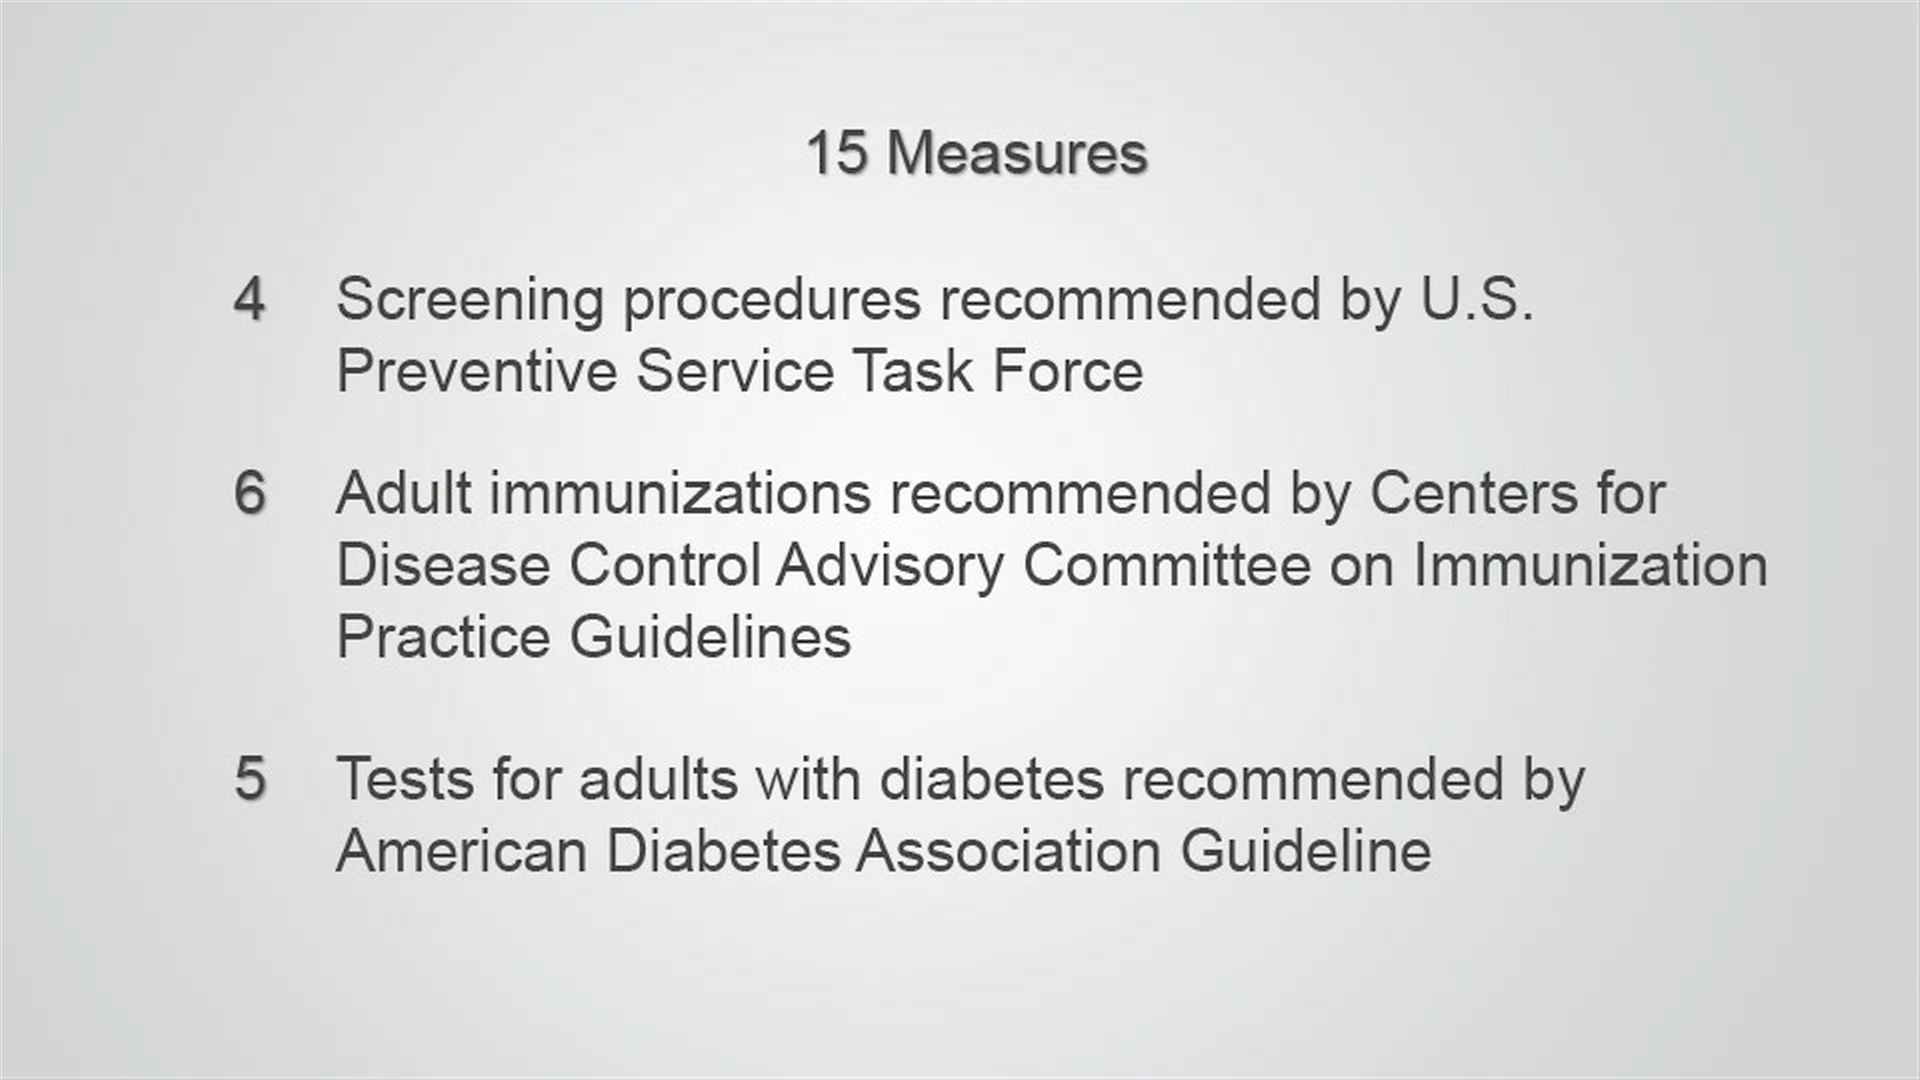 15 Measures
4 Screening procedures recommended by U.S.
Preventive Service Task Force
6 Adult immunizations recommended by Centers for
Disease Control Advisory Committee on Immunization
Practice Guidelines
5 Tests for adults with diabetes recommended by
American Diabetes Association Guideline